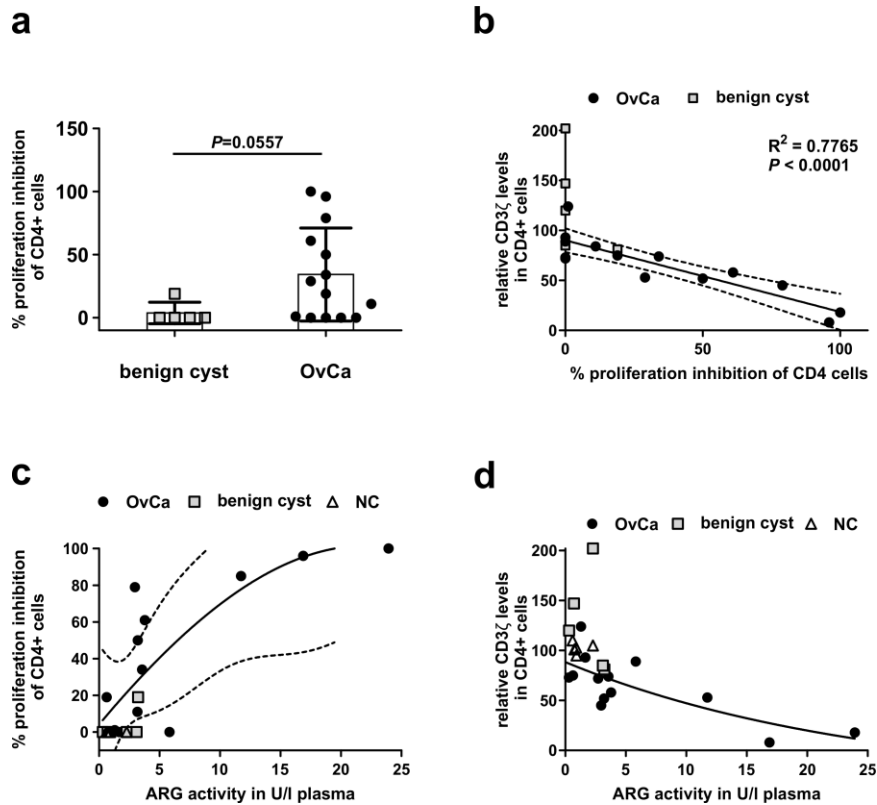 a
150
100
50
0
% proliferation inhibition
of CD4+ cells
P=0.0557
benign cyst OvCa
b
OvCa benign cyst
200
150
100
50
0
relative CD3ζ levels
in CD4+ cells
R² = 0.7765
P < 0.0001
0 50 100
% proliferation inhibition of CD4 cells
c
OvCa benign cyst NC
100
80
60
40
20
0
% proliferation inhibition
of CD4+ cells
0 5 10 15 20 25
ARG activity in U/l plasma
d
OvCa benign cyst NC
200
150
100
50
0
relative CD3ζ levels
in CD4+ cells
0 5 10 15 20 25
ARG activity in U/l plasma